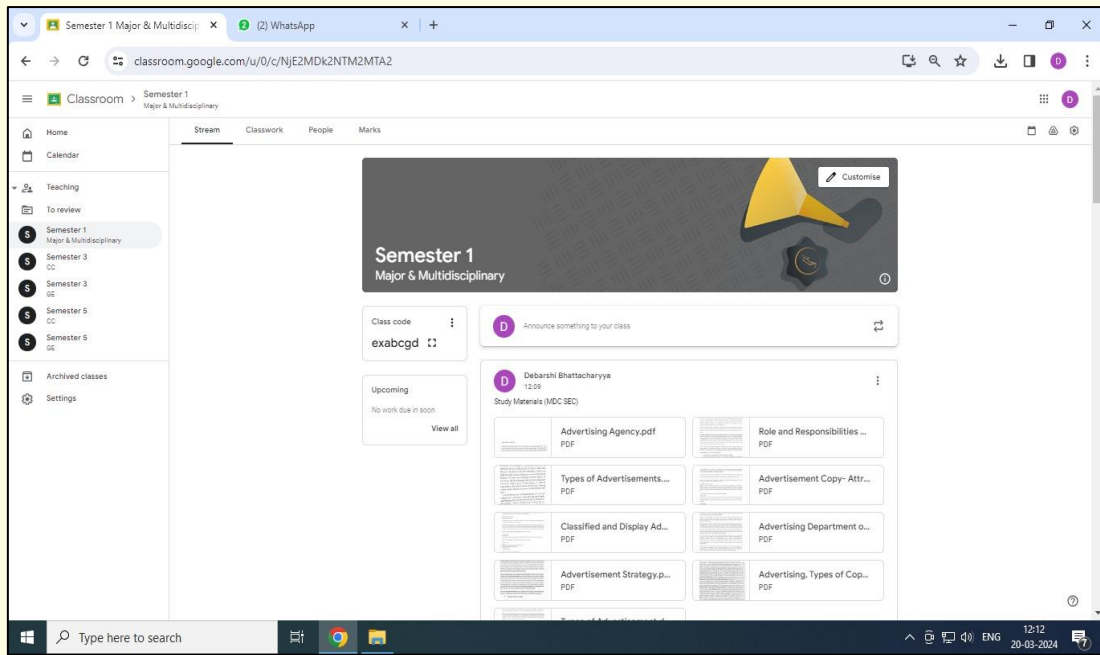 Semester 1 Major & Multidiscip
(2) WhatsApp
classroom.google.com/u/0/c/NjE2MDk2NTM2MTA2
D
Classroom > Semester 1
Major & Multidisciplinary
D
Home
Calendar
Teaching
To review
S Semester 1
Major & Multidisciplinary
S Semester 3
CC
S Semester 3
GE
S Semester 5
CC
S Semester 5
GE
Archived classes
Settings
Stream Classwork People Marks
Customise
Semester 1
Major & Multidisciplinary
Class code
exabcgd
Upcoming
No work due in soon
View all
D Announce something to your class
D Debarshi Bhattacharyya
12:09
Study Materials (MDC SEC)
Advertising Agency.pdf
PDF
Role and Responsibilities ...
PDF
Types of Advertisements....
PDF
Advertisement Copy- Attr...
PDF
Classified and Display Ad...
PDF
Advertising Department o...
PDF
Advertisement Strategy.p...
PDF
Advertising, Types of Cop...
PDF
Type here to search
ENG
12:12
20-03-2024
7